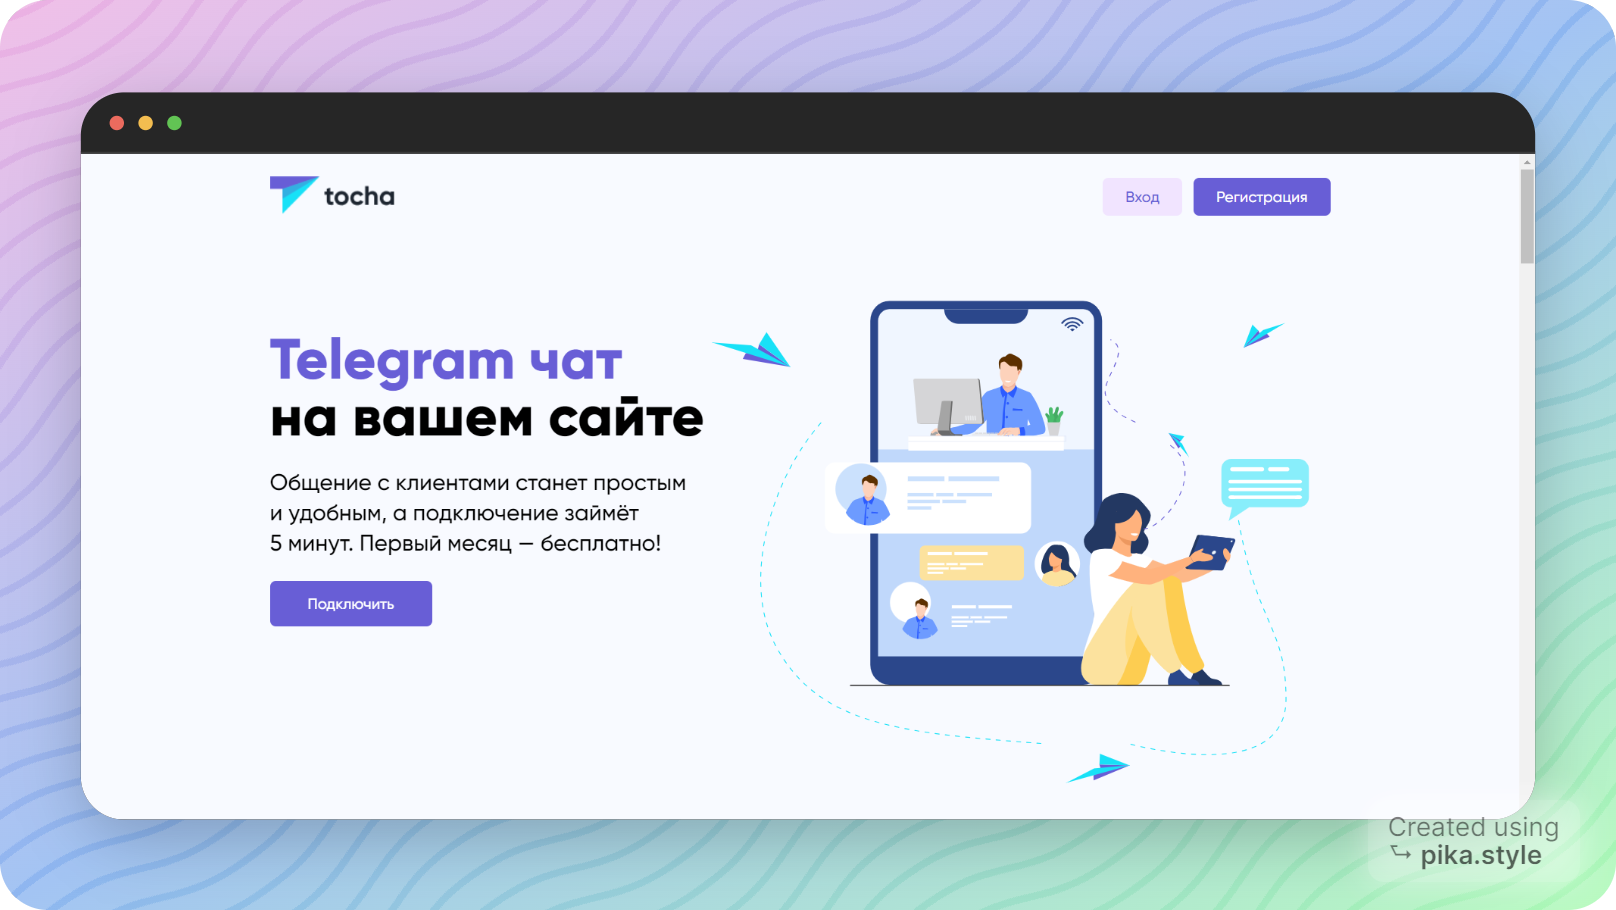 tocha
Вход
Регистрация
Telegram чат
на вашем сайте
Общение с клиентами станет простым
и удобным, а подключение займёт
5 минут. Первый месяц — бесплатно!
Подключить
Created using
pika.style